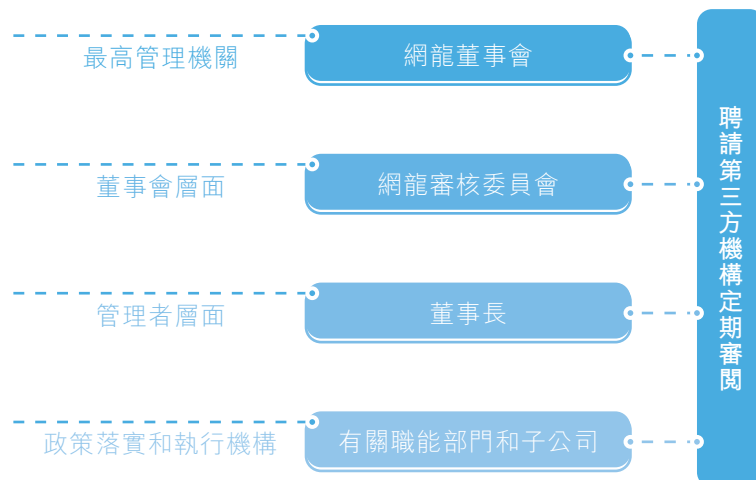 最高管理機關
網龍董事會
董事會層面
網龍審核委員會
管理者層面
董事長
政策落實和執行機構
有關職能部門和子公司
聘請第三方機構定期審閱